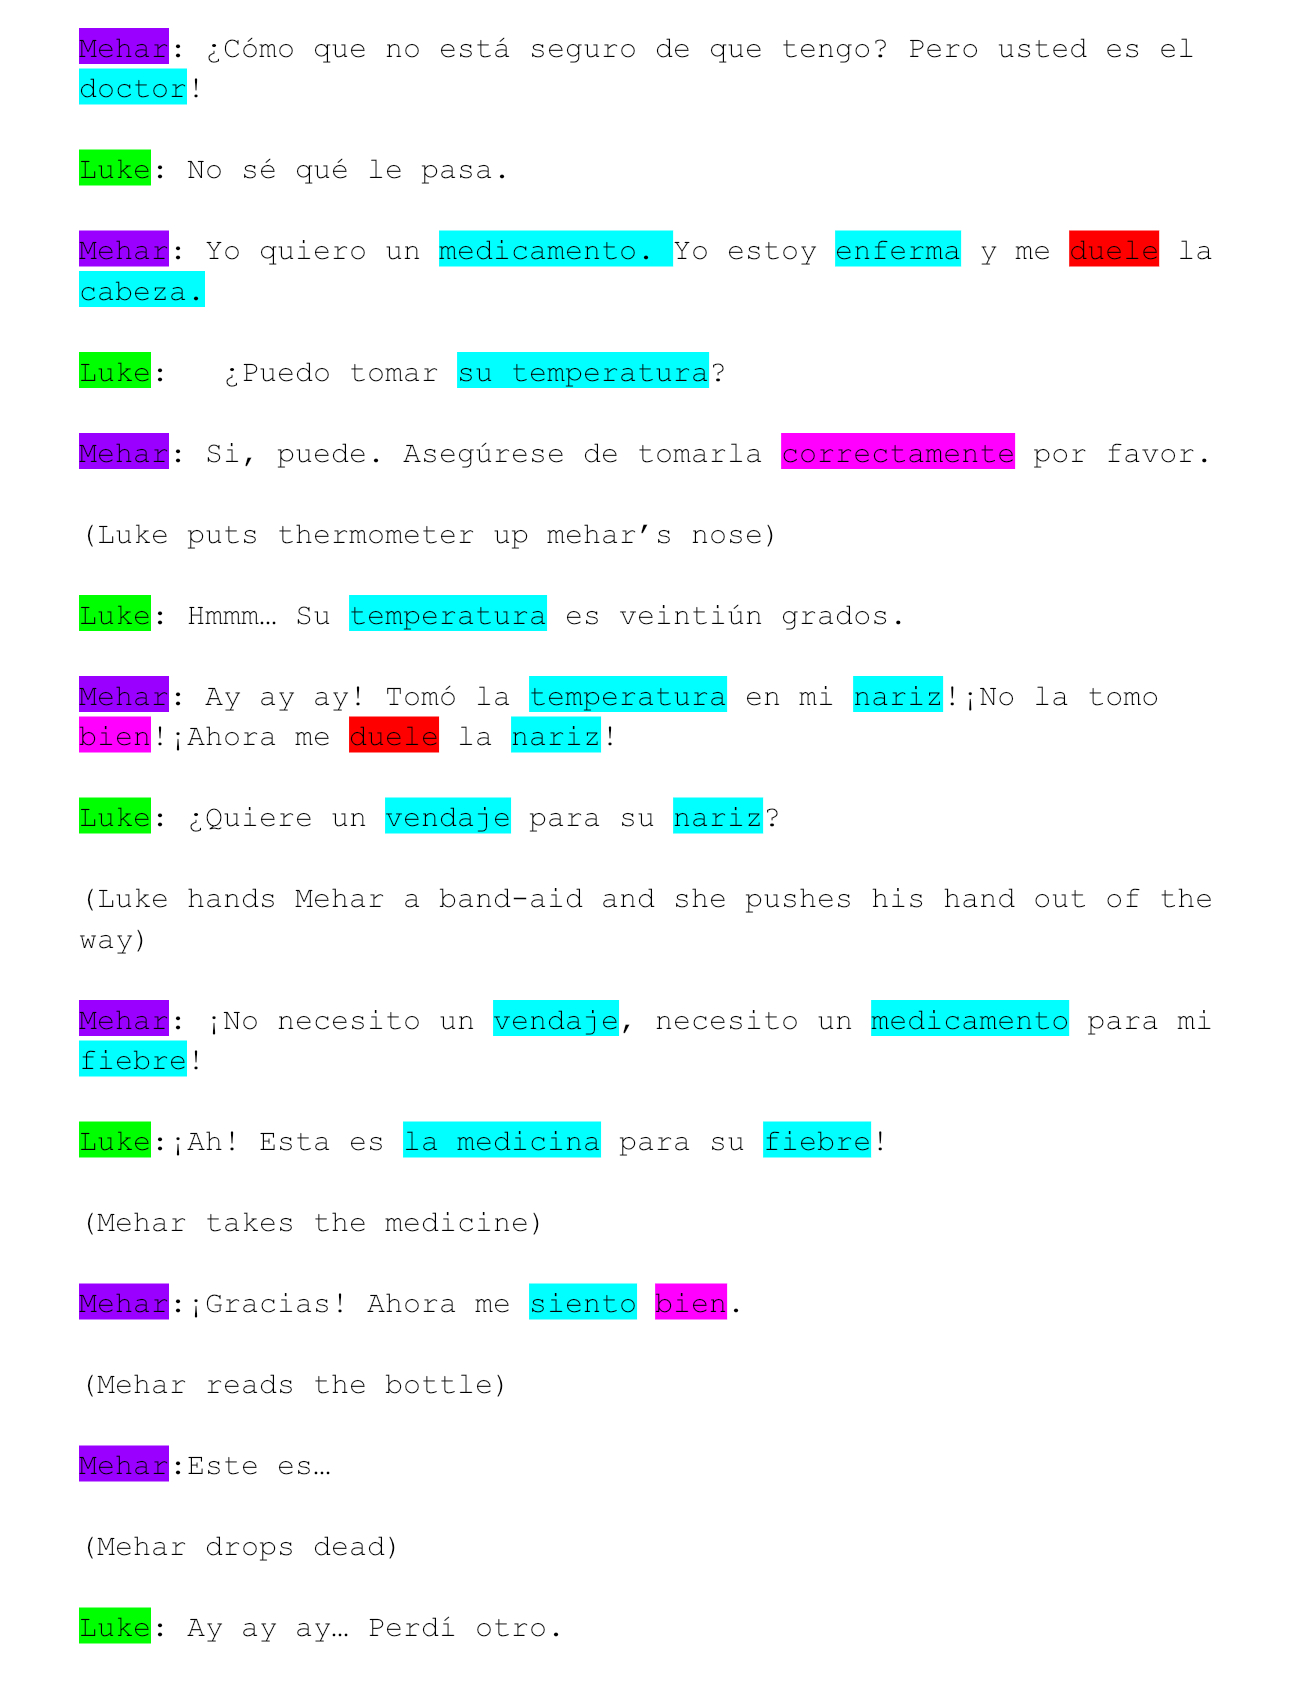 Mehar: ¿Cómo que no está seguro de que tengo? Pero usted es el
doctor!
Luke: No sé qué le pasa.
Mehar: Yo quiero un medicamento. Yo estoy enferma y me duele la
cabeza.
Luke:   ¿Puedo tomar su temperatura?
Mehar: Si, puede. Asegúrese de tomarla correctamente por favor.
(Luke puts thermometer up mehar’s nose)
Luke: Hmmm… Su temperatura es veintiún grados.
Mehar: Ay ay ay! Tomó la temperatura en mi nariz!¡No la tomo
bien!¡Ahora me duele la nariz!
Luke: ¿Quiere un vendaje para su nariz?
(Luke hands Mehar a band-aid and she pushes his hand out of the
way)
Mehar: ¡No necesito un vendaje, necesito un medicamento para mi
fiebre!
Luke:¡Ah! Esta es la medicina para su fiebre!
(Mehar takes the medicine)
Mehar:¡Gracias! Ahora me siento bien.
(Mehar reads the bottle)
Mehar:Este es…
(Mehar drops dead)
Luke: Ay ay ay… Perdí otro.